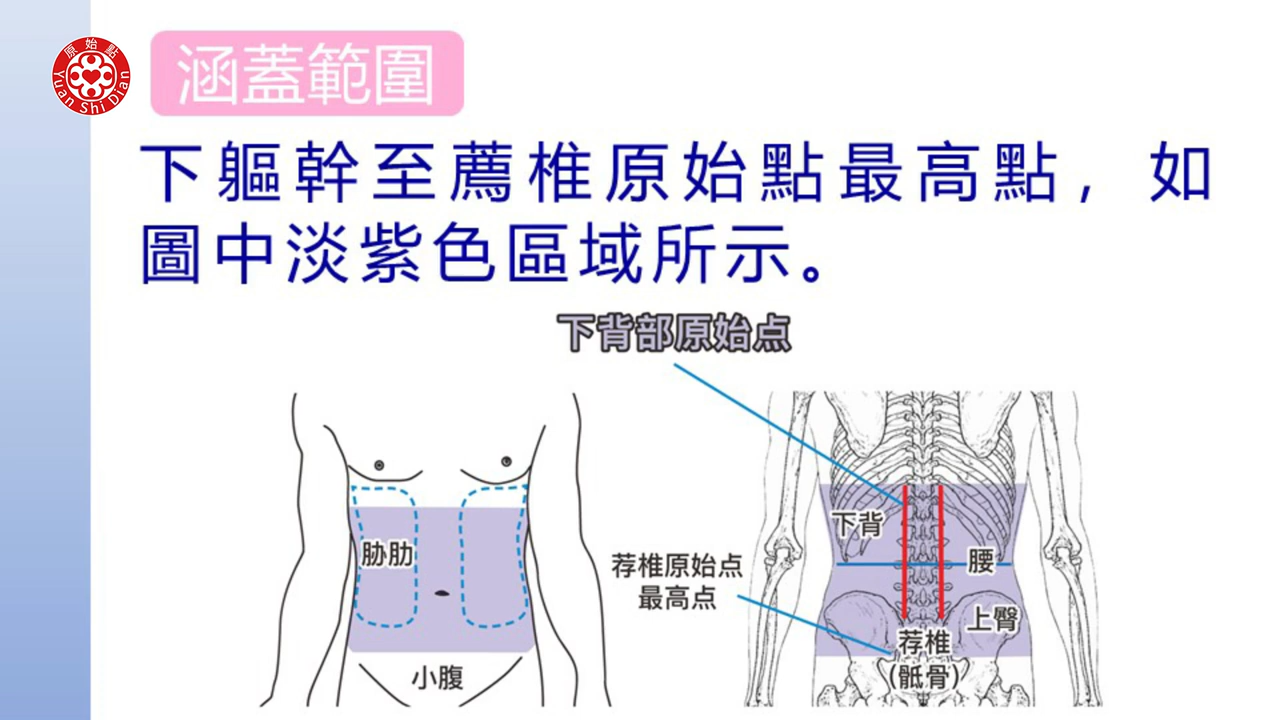 原始點
Yuan Shi Dian
涵蓋範圍
下軀幹至薦椎原始點最高點，如
圖中淡紫色區域所示。
下背部原始点
下背
胁肋
荐椎原始点
最高点
腰
上臀
荐椎
(骶骨)
小腹